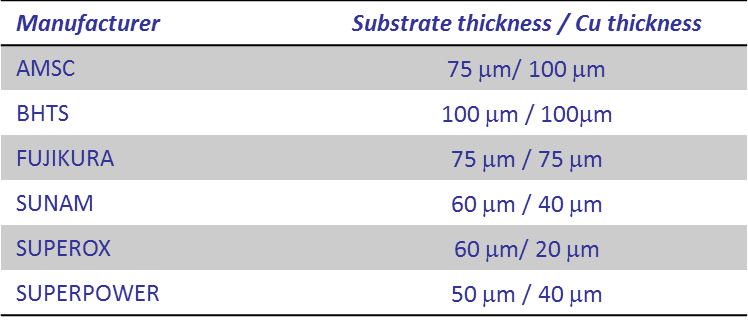 Manufacturer Substrate thickness / Cu thickness
AMSC 75 μm/ 100 μm
BHTS 100 μm / 100μm
FUJIKURA 75 μm / 75 μm
SUNAM 60 μm / 40 μm
SUPEROX 60 μm/ 20 μm
SUPERPOWER 50 μm / 40 μm